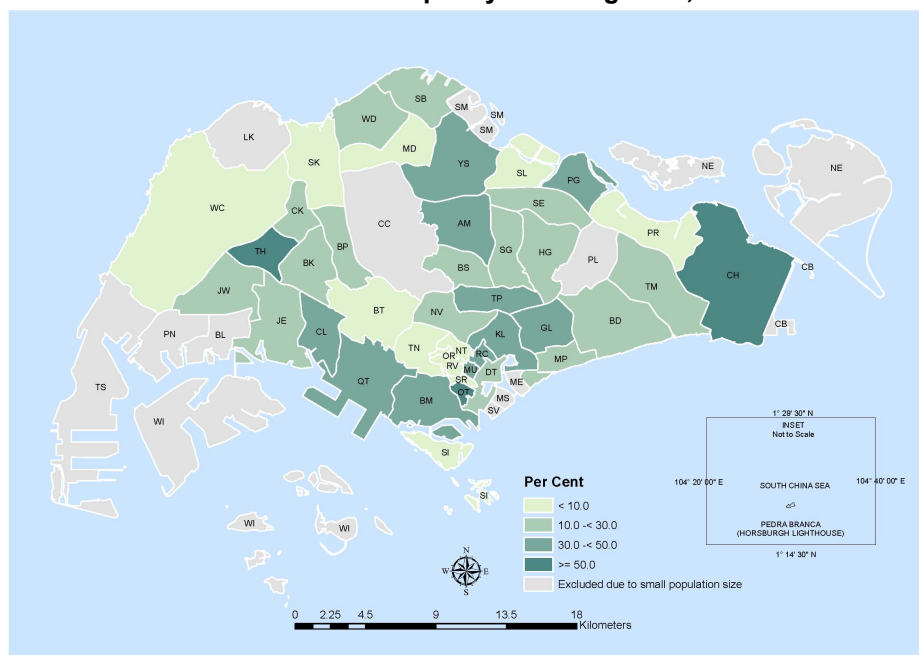 LK
SB
WD
SM
SM
SM
SK
MD
YS
SL
PG
NE
NE
WC
CK
CC
AM
SE
PR
TH
BK
BP
BS
SG
HG
PL
CH
CB
JW
TM
JE
CL
BT
NV
TP
KL
GL
BD
CB
PN
BL
TN
NT
OR
RC
MP
RV
MU
DT
TS
QT
SR
OT
ME
WI
BM
MS
SV
SI
SI
WI
WI
WI
1° 29' 30" N
INSET
Not to Scale
104° 20' 00" E
SOUTH CHINA SEA
104° 40' 00" E
PEDRA BRANCA
(HORSBURGH LIGHTHOUSE)
1° 14' 30" N
Per Cent
< 10.0
10.0 -< 30.0
30.0 -< 50.0
>= 50.0
Excluded due to small population size
N
W E
S
0 2.25 4.5 9 13.5 18
Kilometers